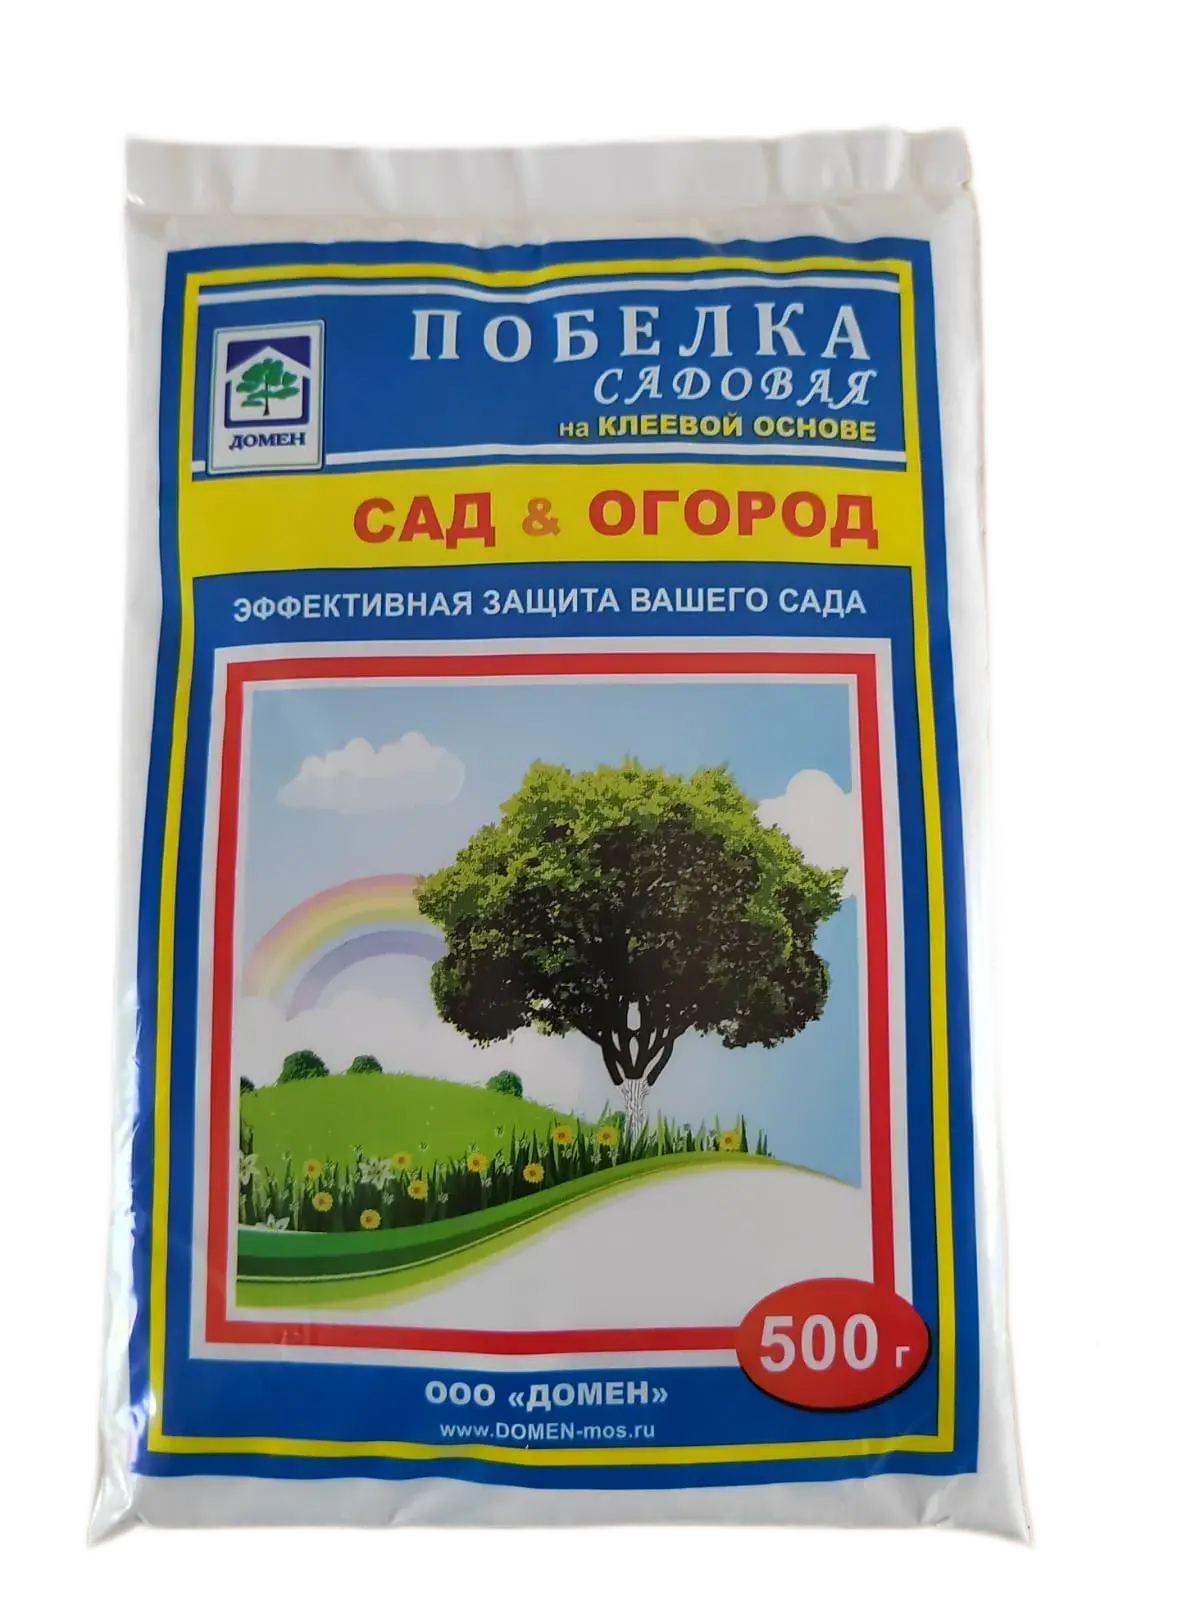 ПОБЕЛКА
САДОВАЯ
на КЛЕЕВОЙ ОСНОВЕ
ДОМЕН
САД & ОГОРОД
ЭФФЕКТИВНАЯ ЗАЩИТА ВАШЕГО САДА
500 г
ООО «ДОМЕН»
www.DOMEN-mos.ru